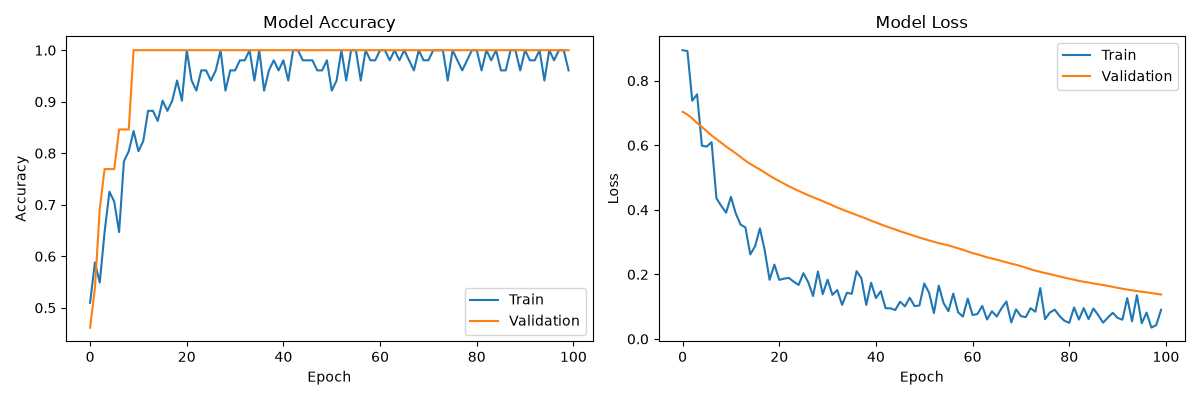 Model Accuracy
Accuracy
1.0
0.9
0.8
0.7
0.6
0.5
0 20 40 60 80 100
Epoch
Train
Validation
Model Loss
Loss
0.8
0.6
0.4
0.2
0.0
0 20 40 60 80 100
Epoch
Train
Validation